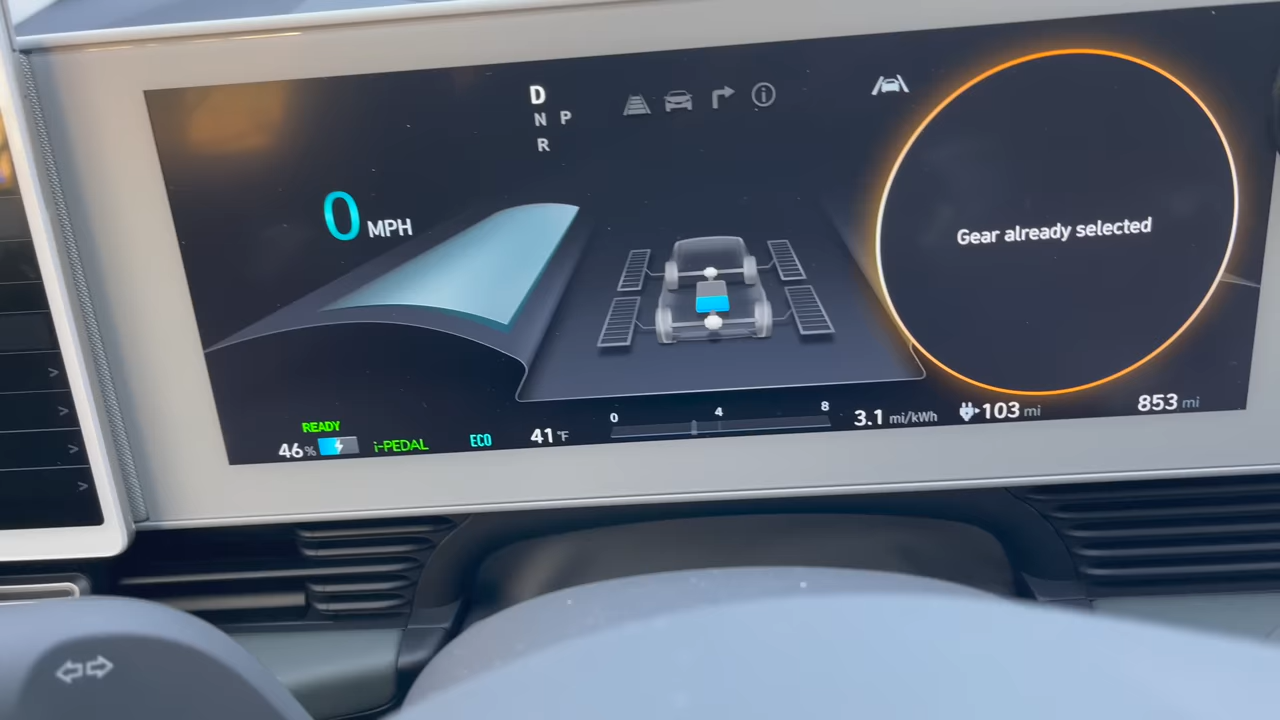 D
N P
R
0 MPH
Gear already selected
READY
46%
i-PEDAL
ECO
41°F
0 4 8
3.1 mi/kWh
103 mi
853 mi